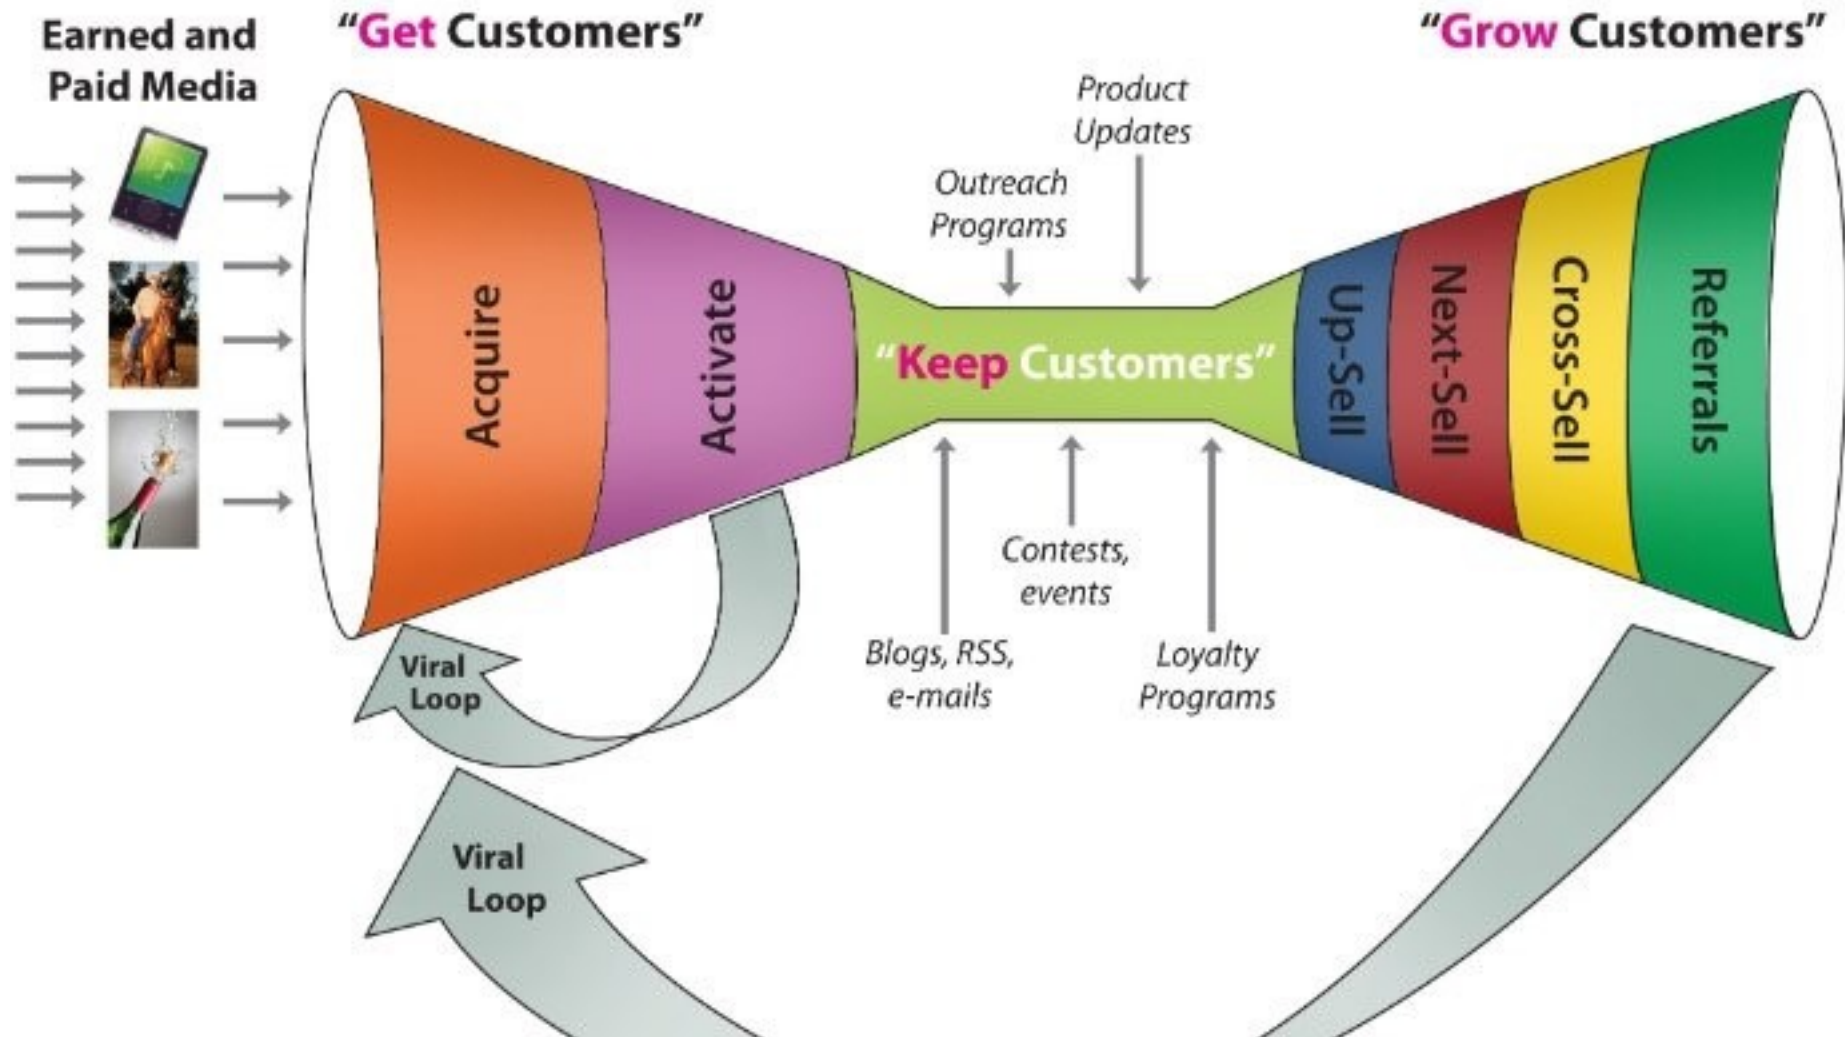 Earned and
Paid Media
“Get Customers”
“Grow Customers”
Product
Updates
Outreach
Programs
Acquire
Activate
“Keep Customers”
Up-Sell
Next-Sell
Cross-Sell
Referrals
Contests,
events
Blogs, RSS,
e-mails
Loyalty
Programs
Viral
Loop
Viral
Loop